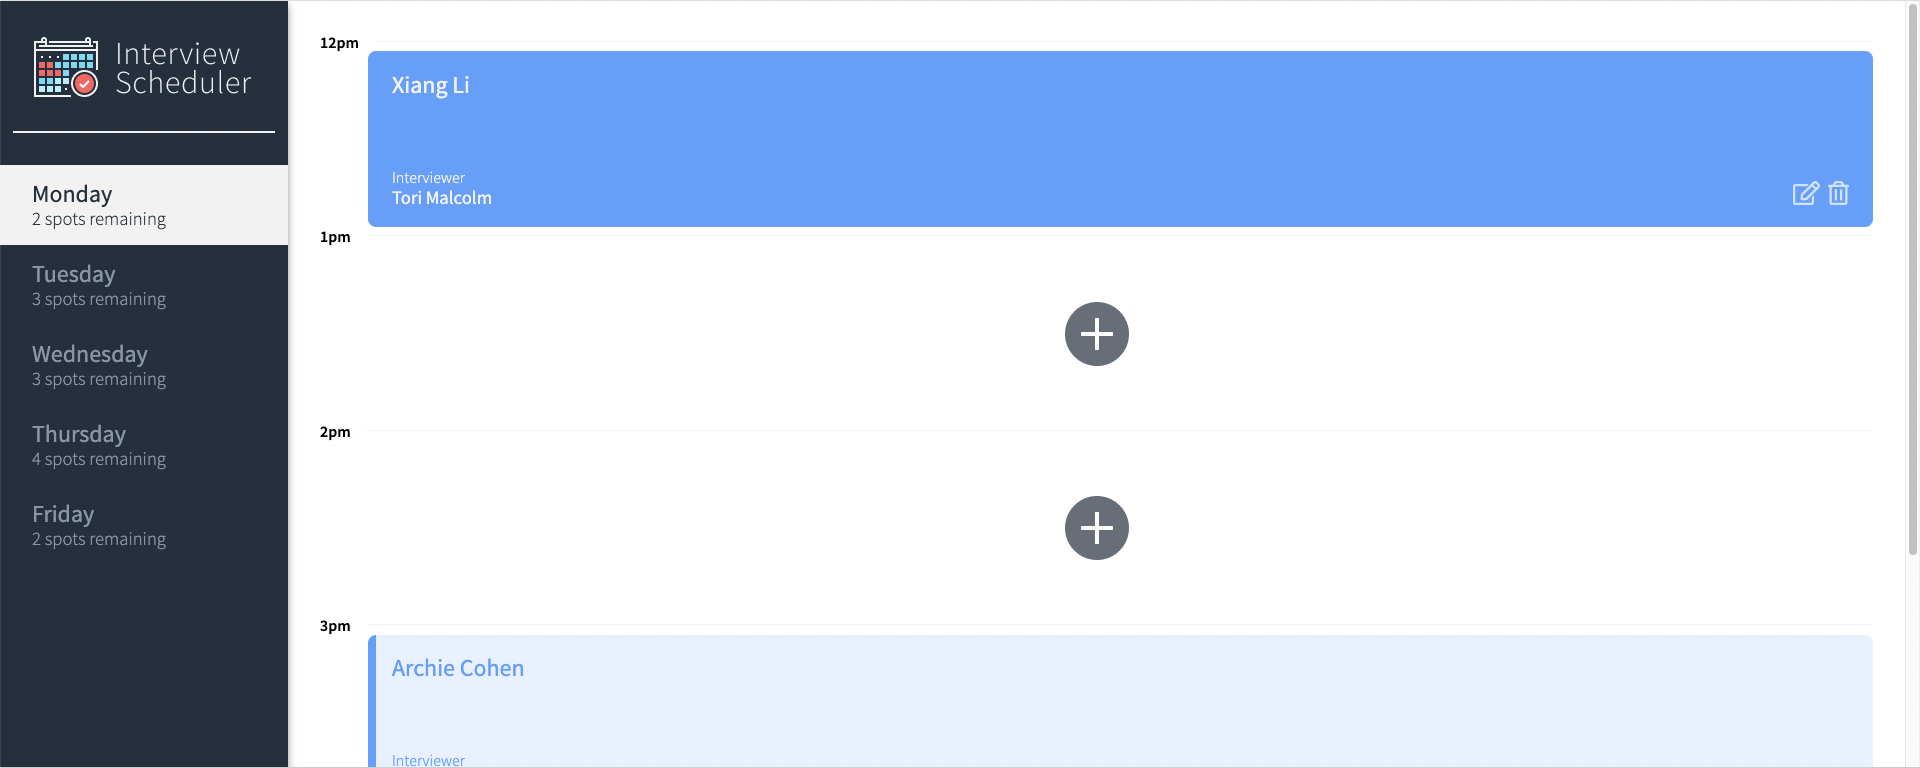 Interview
Scheduler
Monday
2 spots remaining
Tuesday
3 spots remaining
Wednesday
3 spots remaining
Thursday
4 spots remaining
Friday
2 spots remaining
12pm
Xiang Li
Interviewer
Tori Malcolm
1pm
2pm
3pm
Archie Cohen
Interviewer